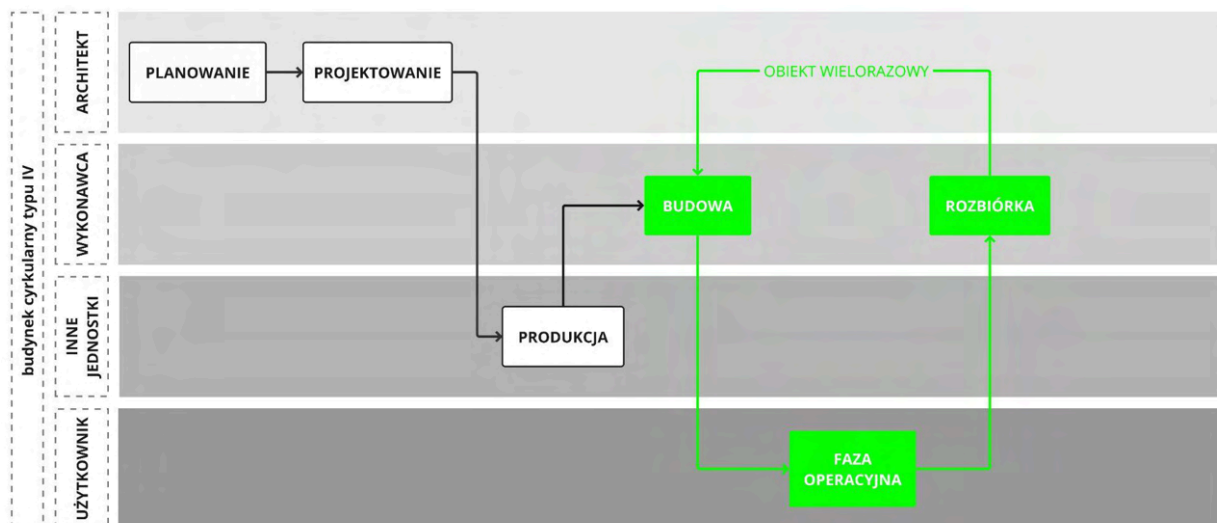 budynek cyrkularny typu IV
ARCHITEKT
PLANOWANIE
PROJEKTOWANIE
OBIEKT WIELORAZOWY
WYKONAWCA
BUDOWA
ROZBIÓRKA
INNE
JEDNOSTKI
PRODUKCJA
UŻYTKOWNIK
FAZA
OPERACYJNA